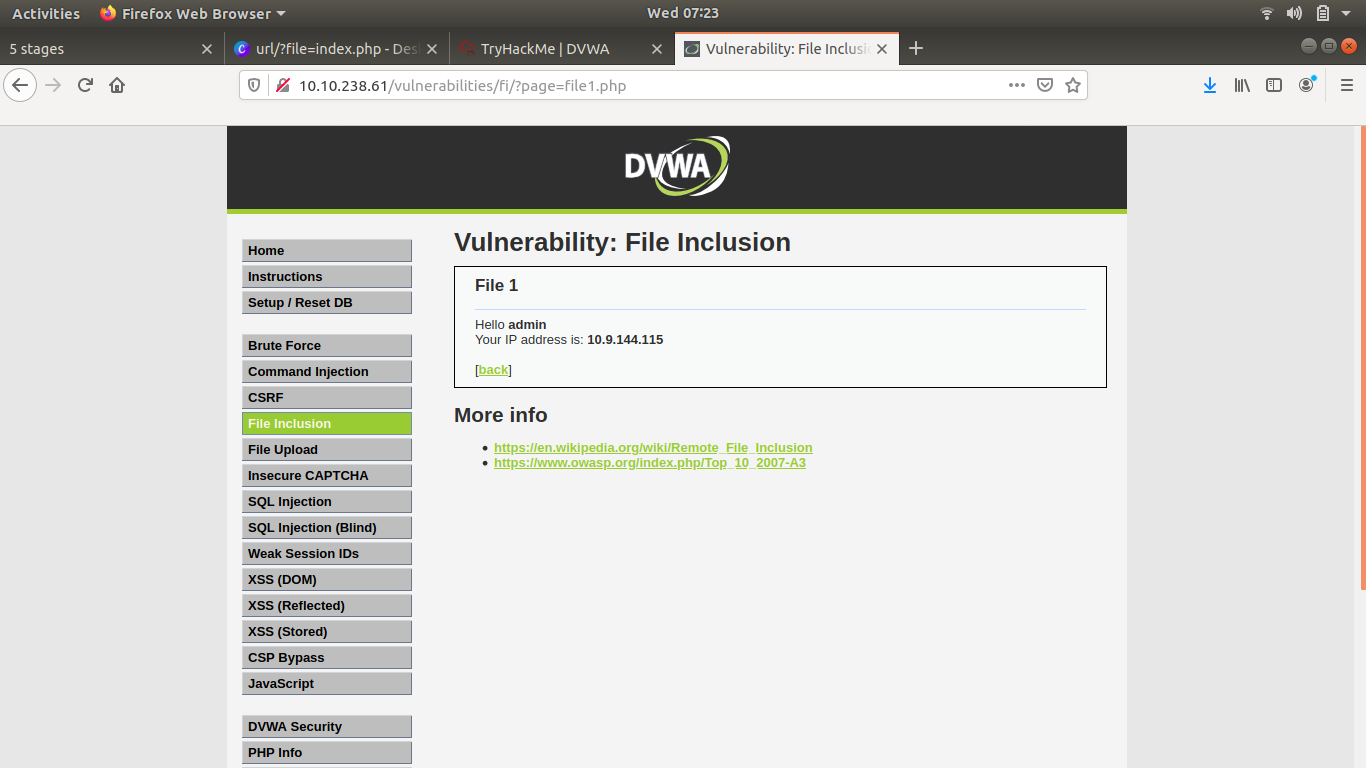 Activities Firefox Web Browser Wed 07:23
5 stages url/?file=index.php - Des TryHackMe | DVWA Vulnerability: File Inclusi
10.10.238.61/vulnerabilities/fi/?page=file1.php
DVWA
Home
Instructions
Setup / Reset DB
Brute Force
Command Injection
CSRF
File Inclusion
File Upload
Insecure CAPTCHA
SQL Injection
SQL Injection (Blind)
Weak Session IDs
XSS (DOM)
XSS (Reflected)
XSS (Stored)
CSP Bypass
JavaScript
DVWA Security
PHP Info
Vulnerability: File Inclusion
File 1
Hello admin
Your IP address is: 10.9.144.115
[back]
More info
https://en.wikipedia.org/wiki/Remote_File_Inclusion
https://www.owasp.org/index.php/Top_10_2007-A3